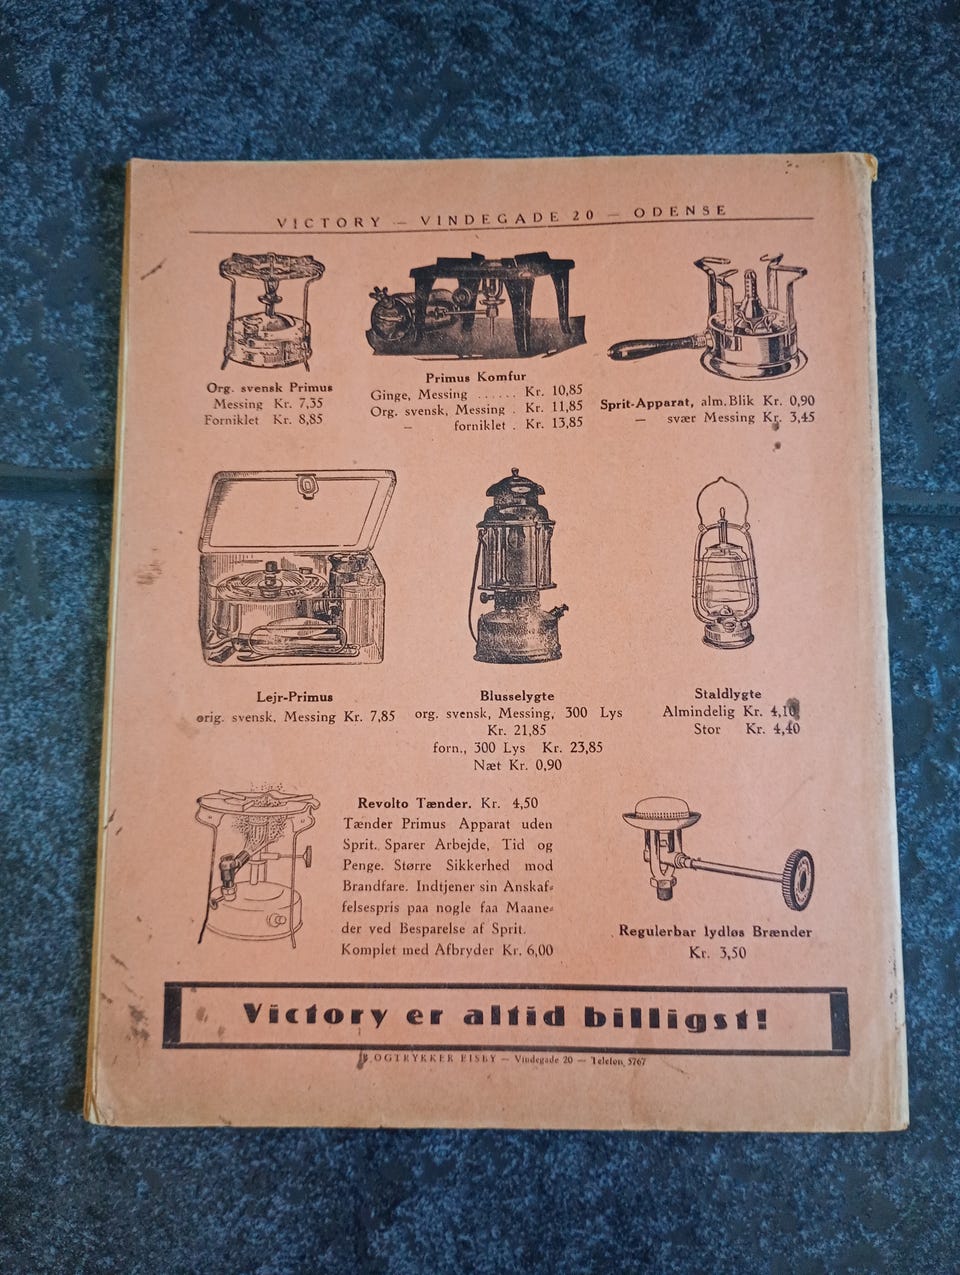 VICTORY — VINDEGADE 20 — ODENSE
Org. svensk Primus
Messing Kr. 7,35
Forniklet Kr. 8,85
Primus Komfur
Ginge, Messing ...... Kr. 10,85
Org. svensk, Messing . Kr. 11,85
— forniklet . Kr. 13,85
Sprit-Apparat, alm. Blik Kr. 0,90
— svær Messing Kr. 3,45
Lejr-Primus
orig. svensk, Messing Kr. 7,85
Blusselygte
org. svensk, Messing, 300 Lys
Kr. 21,85
forn., 300 Lys Kr. 23,85
Næt Kr. 0,90
Staldlygte
Almindelig Kr. 4,10
Stor Kr. 4,40
Revolto Tænder. Kr. 4,50
Tænder Primus Apparat uden
Sprit. Sparer Arbejde, Tid og
Penge. Større Sikkerhed mod
Brandfare. Indtjener sin Anskaf-
felsespris paa nogle faa Maane-
der ved Besparelse af Sprit.
Komplet med Afbryder Kr. 6,00
Regulerbar lydløs Brænder
Kr. 3,50
Victory er altid billigst!
BOGTRYKKER EISBY — Vindegade 20 — Telefon 5767